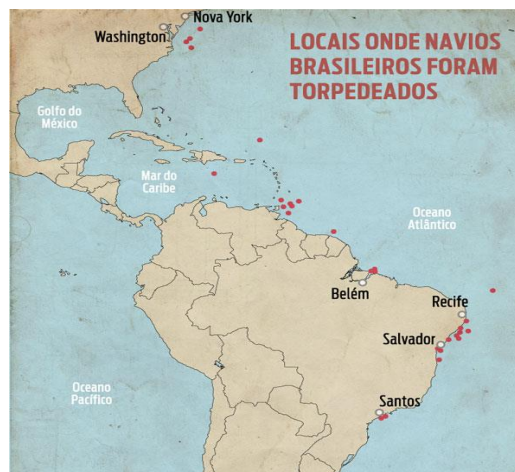 Nova York
Washington
LOCAIS ONDE NAVIOS
BRASILEIROS FORAM
TORPEDEADOS
Golfo do
México
Mar do
Caribe
Oceano
Atlântico
Belém
Recife
Salvador
Oceano
Pacífico
Santos